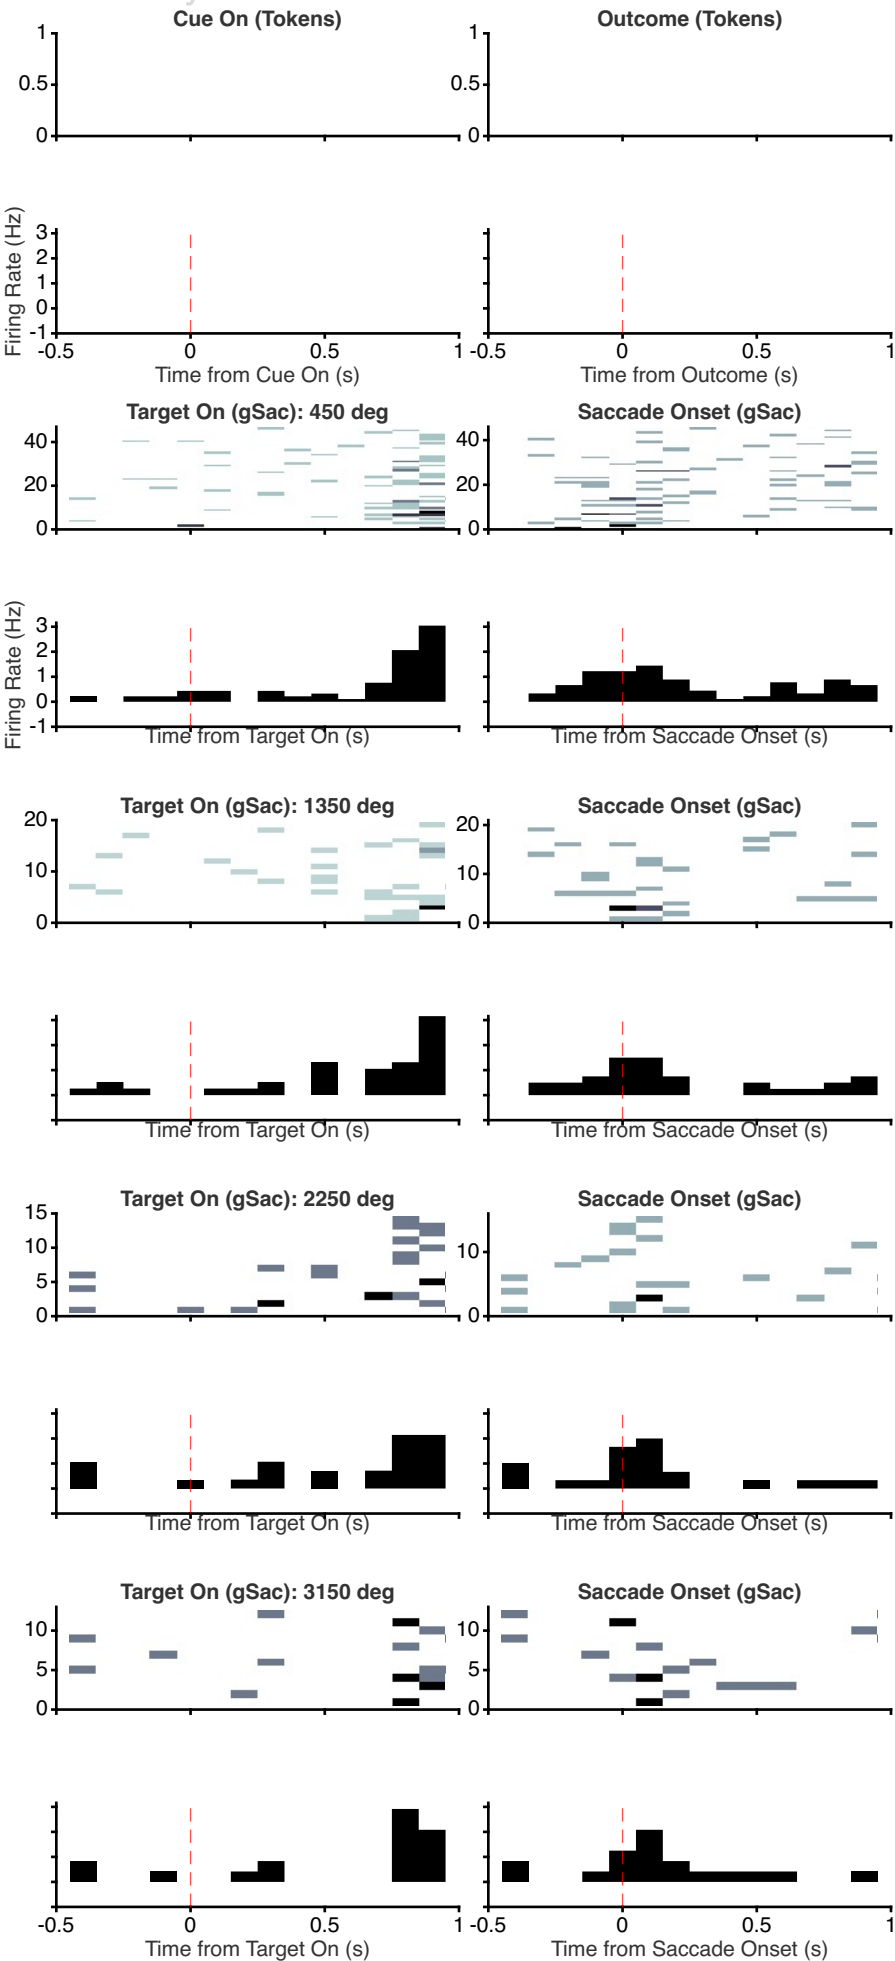 Cue On (Tokens) Outcome (Tokens)
1 1
0.5 0.5
0 0
Firing Rate (Hz)
3
2
1
0
-1
-0.5 0 0.5 1 -0.5 0 0.5 1
Time from Cue On (s) Time from Outcome (s)
Target On (gSac): 450 deg Saccade Onset (gSac)
40 40
20 20
0 0
Firing Rate (Hz)
3
2
1
0
-1
Time from Target On (s) Time from Saccade Onset (s)
Target On (gSac): 1350 deg Saccade Onset (gSac)
20 20
10 10
0 0
Time from Target On (s) Time from Saccade Onset (s)
Target On (gSac): 2250 deg Saccade Onset (gSac)
15
10 10
5
0 0
Time from Target On (s) Time from Saccade Onset (s)
Target On (gSac): 3150 deg Saccade Onset (gSac)
10 10
5 5
0 0
-0.5 0 0.5 1 -0.5 0 0.5 1
Time from Target On (s) Time from Saccade Onset (s)